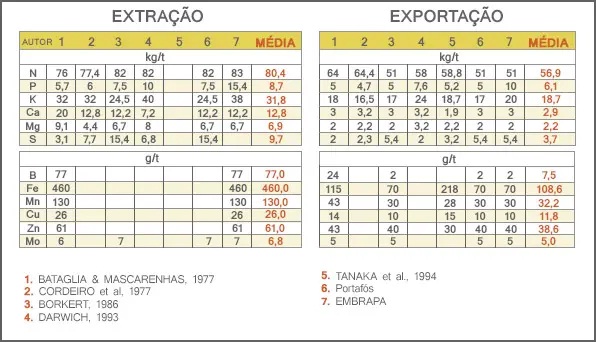 EXTRAÇÃO EXPORTAÇÃO
AUTOR 1 2 3 4 5 6 7 MÉDIA 1 2 3 4 5 6 7 MÉDIA
kg/t kg/t
N 76 77,4 82 82 82 83 80,4 64 64,4 51 58 58,8 51 51 56,9
P 5,7 6 7,5 10 7,5 15,4 8,7 5 4,7 5 7,6 5,2 5 10 6,1
K 32 32 24,5 40 24,5 38 31,8 18 16,5 17 24 18,7 17 20 18,7
Ca 20 12,8 12,2 7,2 12,2 12,2 12,8 3 3,2 3 3,2 1,9 3 3 2,9
Mg 9,1 4,4 6,7 8 6,7 6,7 6,9 2 2,2 2 3,2 2,2 2 2 2,2
S 3,1 7,7 15,4 6,8 15,4 9,7 2 2,3 5,4 2 3,2 5,4 5,4 3,7
g/t g/t
B 77 77 77,0 24 2 2 7,5
Fe 460 460 460,0 115 70 218 70 70 108,6
Mn 130 130 130,0 43 30 28 30 30 32,2
Cu 26 26 26,0 14 10 15 10 10 11,8
Zn 61 61 61,0 43 40 30 40 40 38,6
Mo 6 7 7 7 6,8 5 5 5 5 5,0
1. BATAGLIA & MASCARENHAS, 1977 5. TANAKA et al., 1994
2. CORDEIRO et al, 1977 6. Portafós
3. BORKERT, 1986 7. EMBRAPA
4. DARWICH, 1993